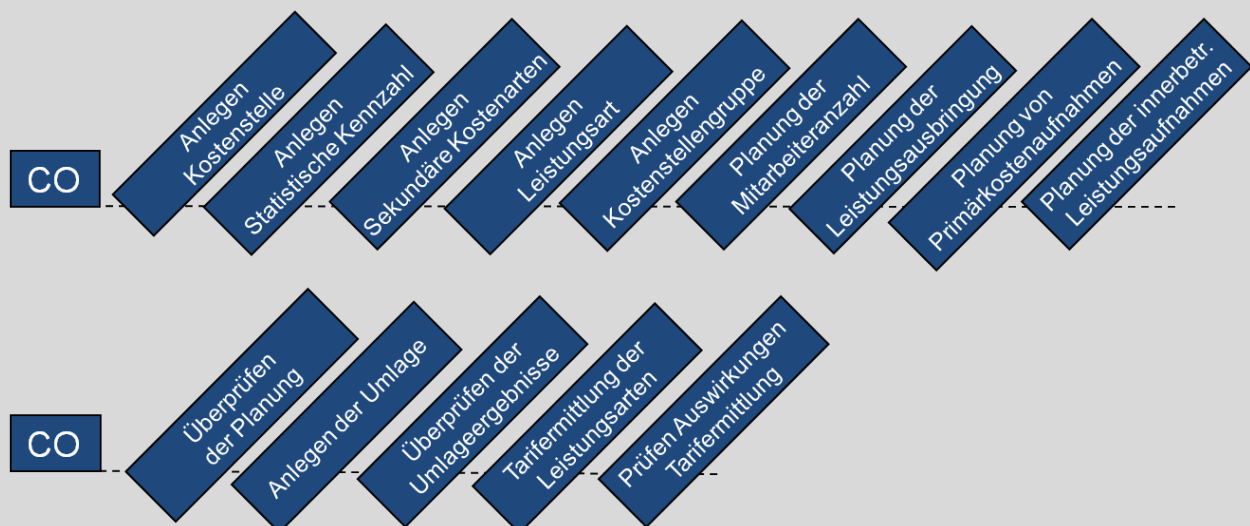 CO
Anlegen
Kostenstelle
Anlegen
Statistische Kennzahl
Anlegen
Sekundäre Kostenarten
Anlegen
Leistungsart
Anlegen
Kostenstellengruppe
Planung der
Mitarbeiteranzahl
Planung der
Leistungsausbringung
Planung von
Primärkostenaufnahmen
Planung der innerbetr.
Leistungsaufnahmen
CO
Überprüfen
der Planung
Anlegen der Umlage
Überprüfen der
Umlageergebnisse
Tarifermittlung der
Leistungsarten
Prüfen Auswirkungen
Tarifermittlung